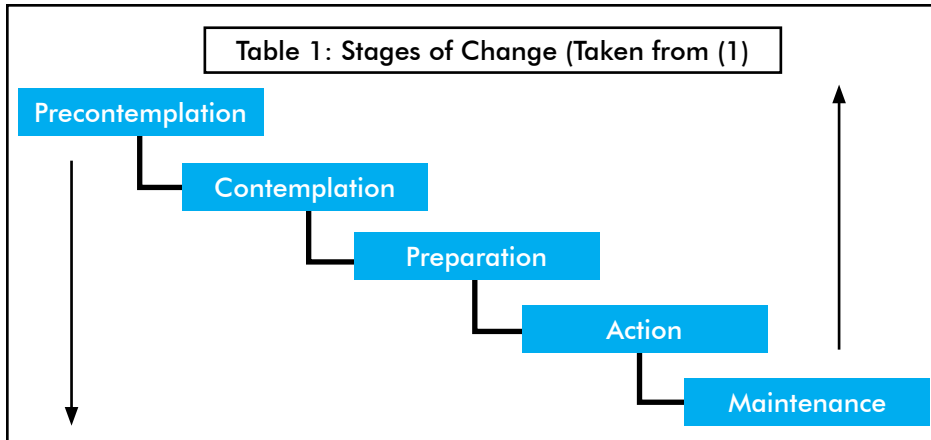 Table 1: Stages of Change (Taken from (1)
Precontemplation
Contemplation
Preparation
Action
Maintenance